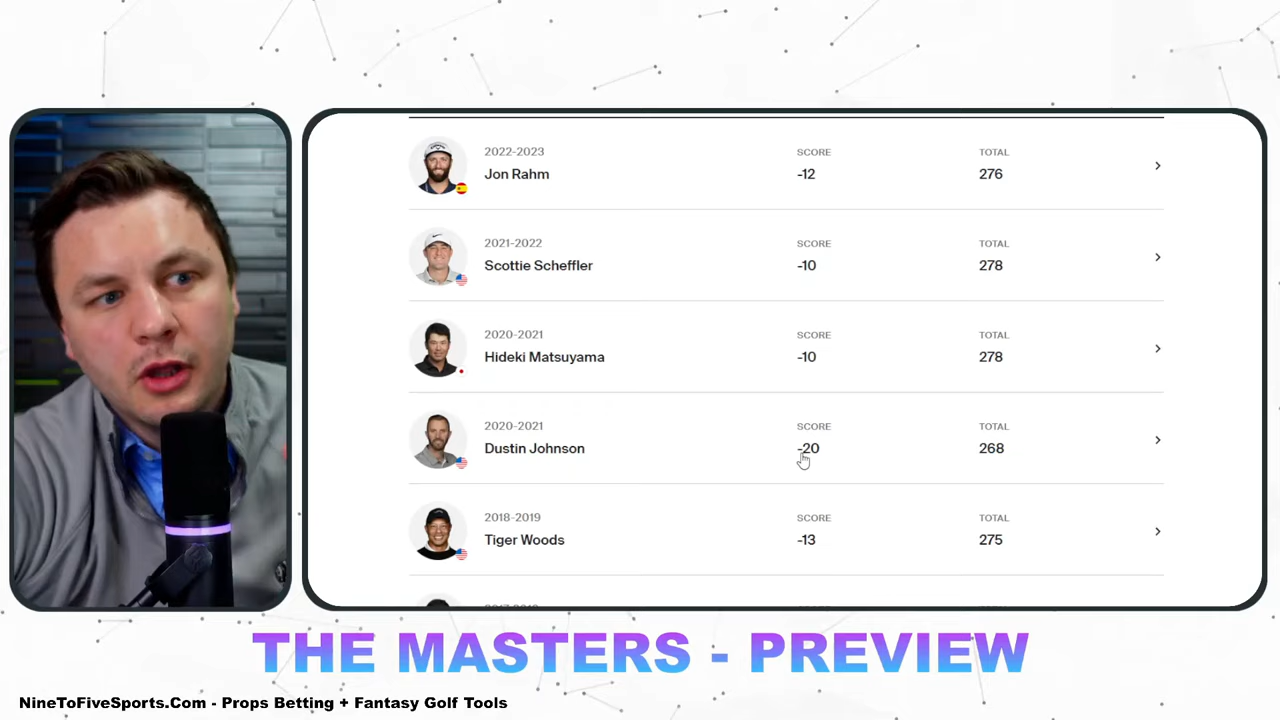 2022-2023
Jon Rahm
SCORE
-12
TOTAL
276
2021-2022
Scottie Scheffler
SCORE
-10
TOTAL
278
2020-2021
Hideki Matsuyama
SCORE
-10
TOTAL
278
2020-2021
Dustin Johnson
SCORE
-20
TOTAL
268
2018-2019
Tiger Woods
SCORE
-13
TOTAL
275
THE MASTERS - PREVIEW
NineToFiveSports.Com - Props Betting + Fantasy Golf Tools